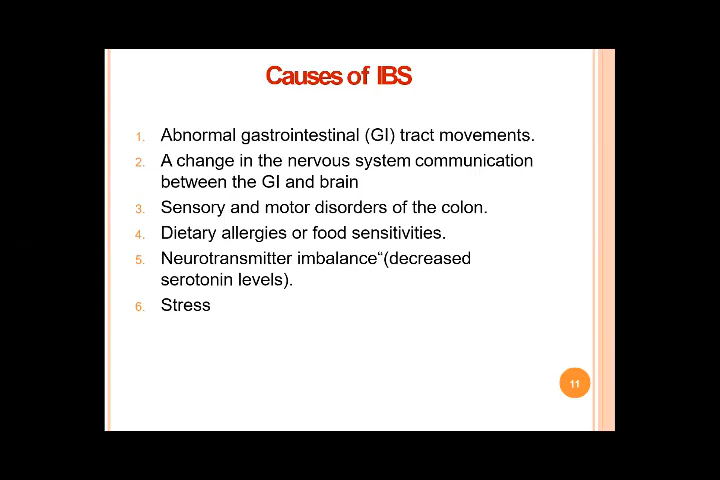 Causes of IBS
1. Abnormal gastrointestinal (GI) tract movements.
2. A change in the nervous system communication
between the GI and brain
3. Sensory and motor disorders of the colon.
4. Dietary allergies or food sensitivities.
5. Neurotransmitter imbalance“(decreased
serotonin levels).
6. Stress
11